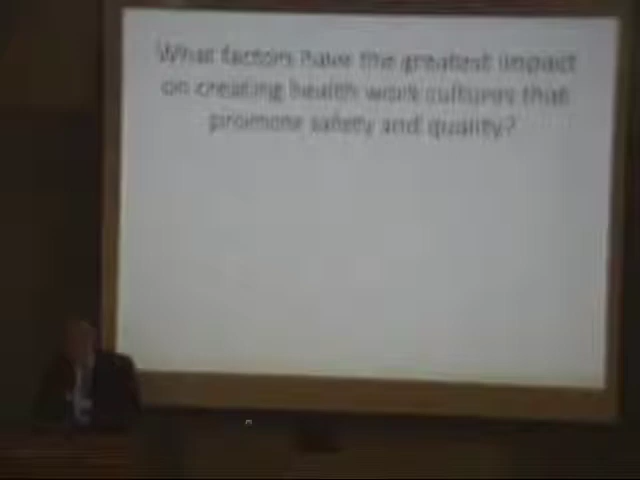 What factors have the greatest impact
on creating health work cultures that
promote safety and quality?